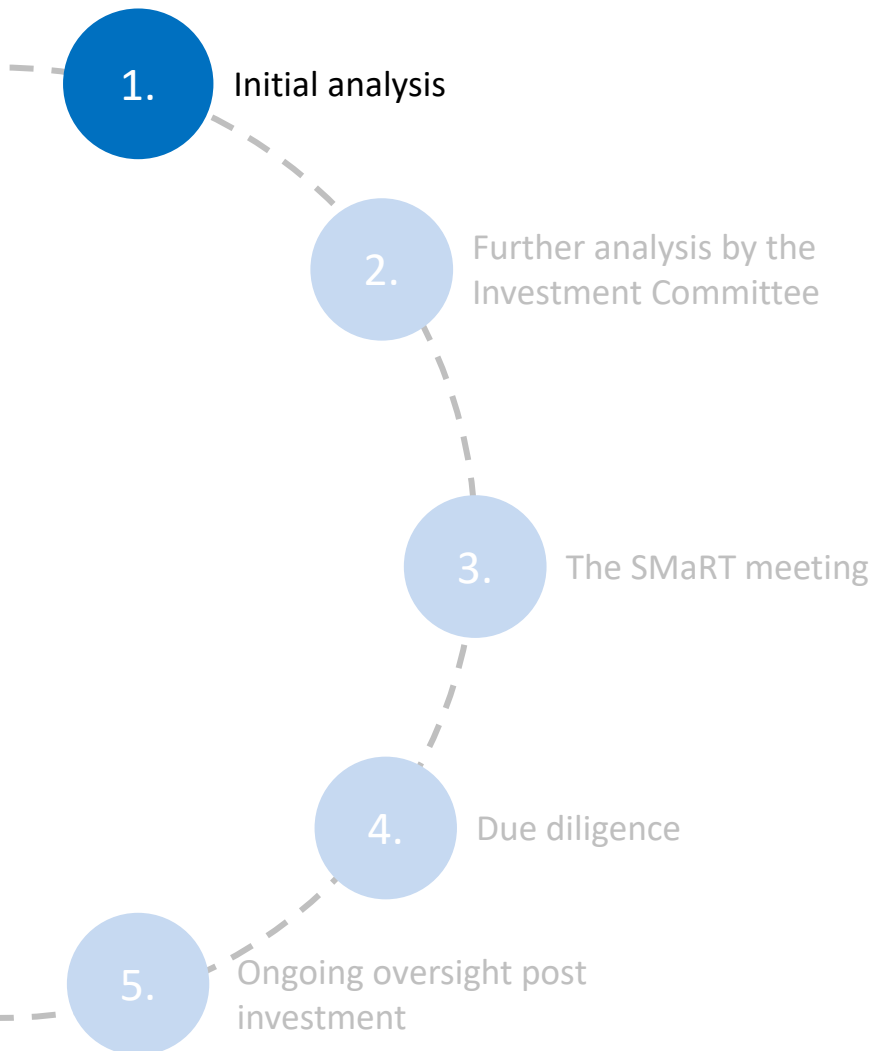 1.
Initial analysis
2.
Further analysis by the
Investment Committee
3.
The SMaRT meeting
4.
Due diligence
5.
Ongoing oversight post
investment